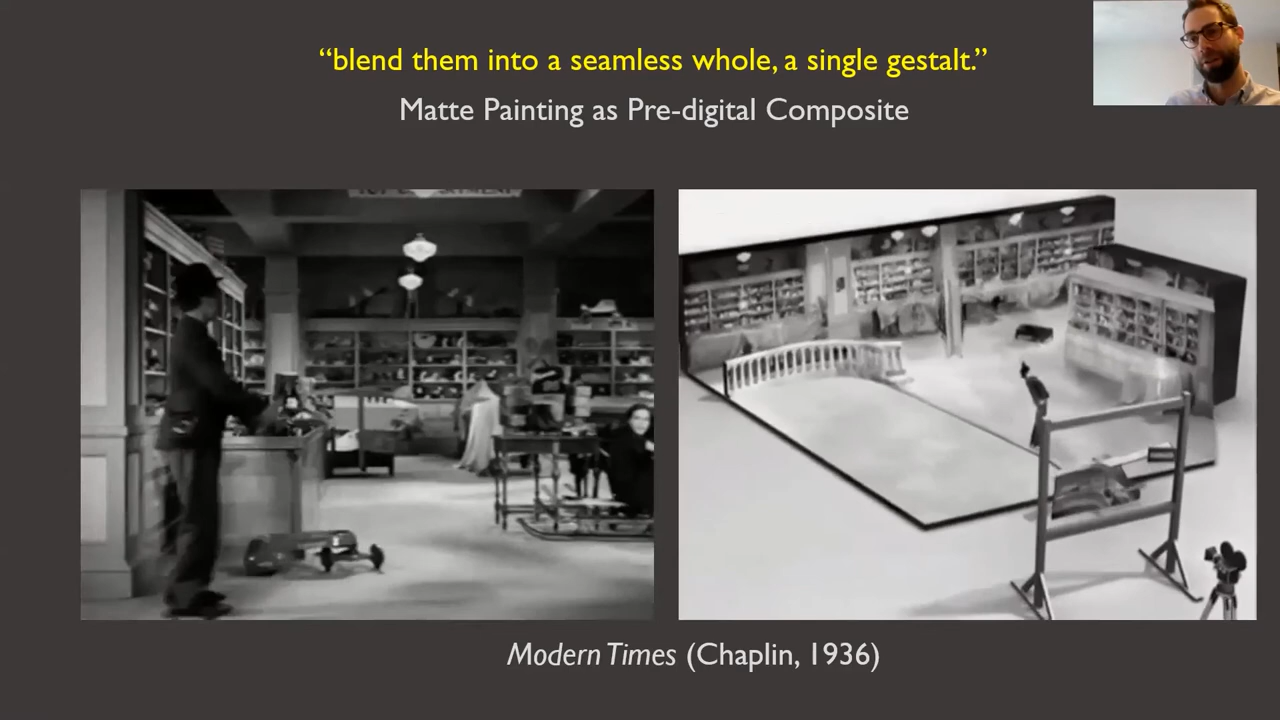 “blend them into a seamless whole, a single gestalt.”
Matte Painting as Pre-digital Composite
Modern Times (Chaplin, 1936)